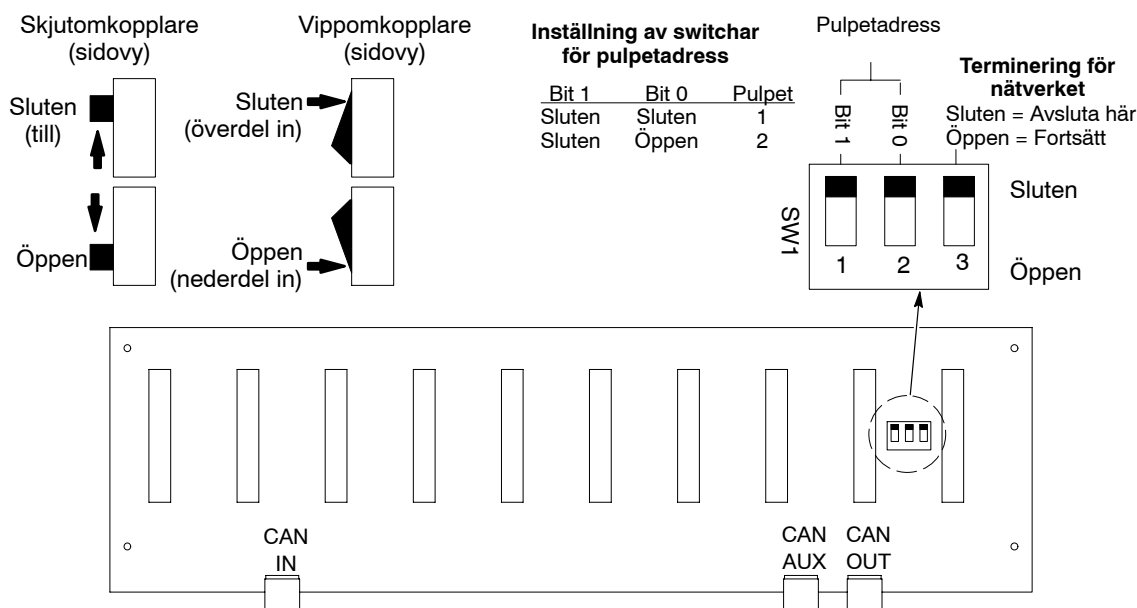 Skjutomkopplare
(sidovy)
Sluten
(till)
Öppen
Vippomkopplare
(sidovy)
Sluten
(överdel in)
Öppen
(nederdel in)
Inställning av switchar
för pulpetadress
Bit 1 Bit 0 Pulpet
Sluten Sluten 1
Sluten Öppen 2
Pulpetadress
Bit 1
Bit 0
Terminering för
nätverket
Sluten = Avsluta här
Öppen = Fortsätt
SW1
1 2 3
Sluten
Öppen
CAN
IN
CAN
AUX
CAN
OUT